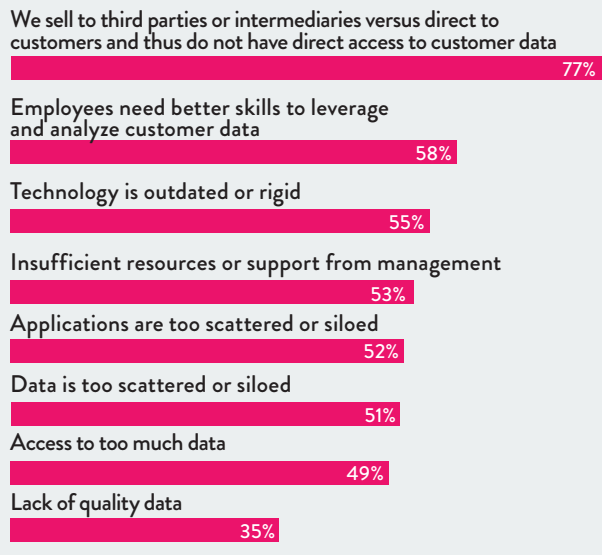 We sell to third parties or intermediaries versus direct to
customers and thus do not have direct access to customer data
77%
Employees need better skills to leverage
and analyze customer data
58%
Technology is outdated or rigid
55%
Insufficient resources or support from management
53%
Applications are too scattered or siloed
52%
Data is too scattered or siloed
51%
Access to too much data
49%
Lack of quality data
35%